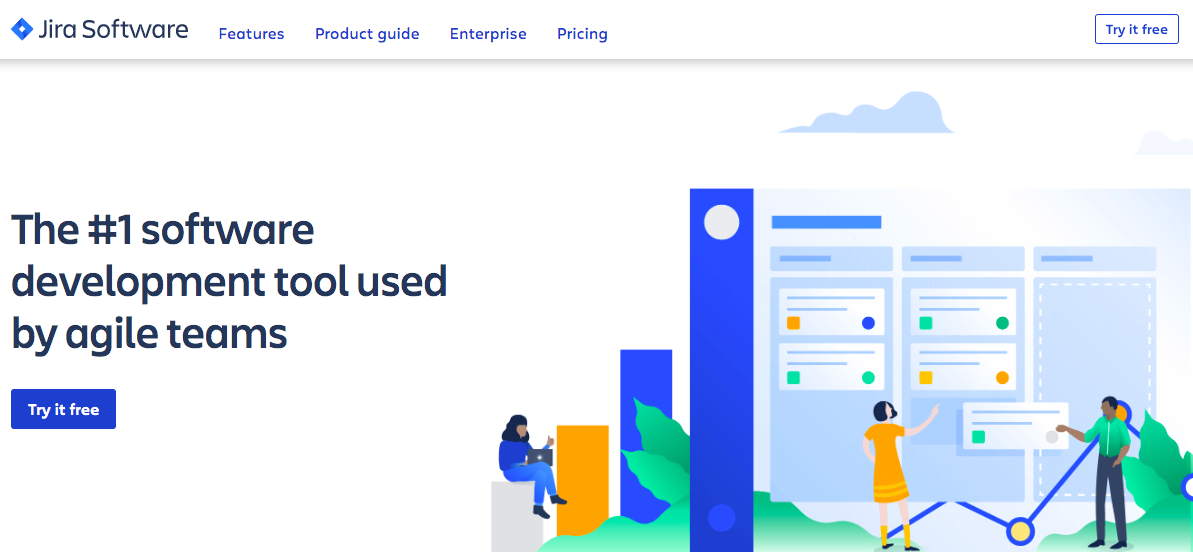 Jira Software
Features
Product guide
Enterprise
Pricing
Try it free
The #1 software
development tool used
by agile teams
Try it free